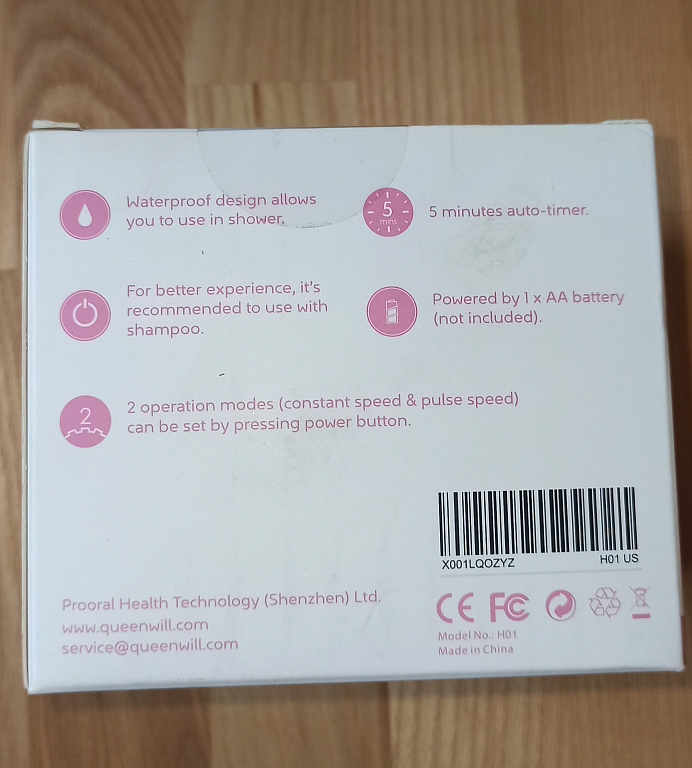 Waterproof design allows
you to use in shower.
5
mins
5 minutes auto-timer.
For better experience, it's
recommended to use with
shampoo.
Powered by 1 x AA battery
(not included).
2
2 operation modes (constant speed & pulse speed)
can be set by pressing power button.
X001LQOZYZ H01 US
Prooral Health Technology (Shenzhen) Ltd.
www.queenwill.com
service@queenwill.com
CE FC
Model No.: H01
Made in China